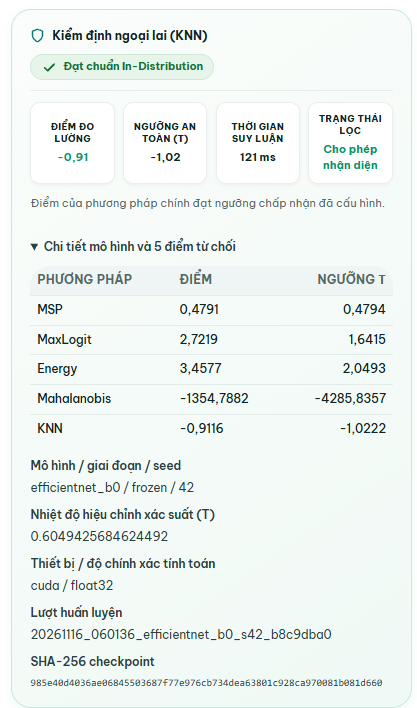 Kiểm định ngoại lai (KNN)
Đạt chuẩn In-Distribution
ĐIỂM ĐO LƯỜNG
-0,91
NGƯỠNG AN TOÀN (T)
-1,02
THỜI GIAN SUY LUẬN
121 ms
TRẠNG THÁI LỌC
Cho phép nhận diện
Điểm của phương pháp chính đạt ngưỡng chấp nhận đã cấu hình.
▼ Chi tiết mô hình và 5 điểm từ chối
PHƯƠNG PHÁP ĐIỂM NGƯỠNG T
MSP 0,4791 0,4794
MaxLogit 2,7219 1,6415
Energy 3,4577 2,0493
Mahalanobis -1354,7882 -4285,8357
KNN -0,9116 -1,0222
Mô hình / giai đoạn / seed
efficientnet_b0 / frozen / 42
Nhiệt độ hiệu chỉnh xác suất (T)
0.6049425684624492
Thiết bị / độ chính xác tính toán
cuda / float32
Lượt huấn luyện
20261116_060136_efficientnet_b0_s42_b8c9dba0
SHA-256 checkpoint
985e40d4036ae06845503687f77e976cb734dea63801c928ca970081b081d660